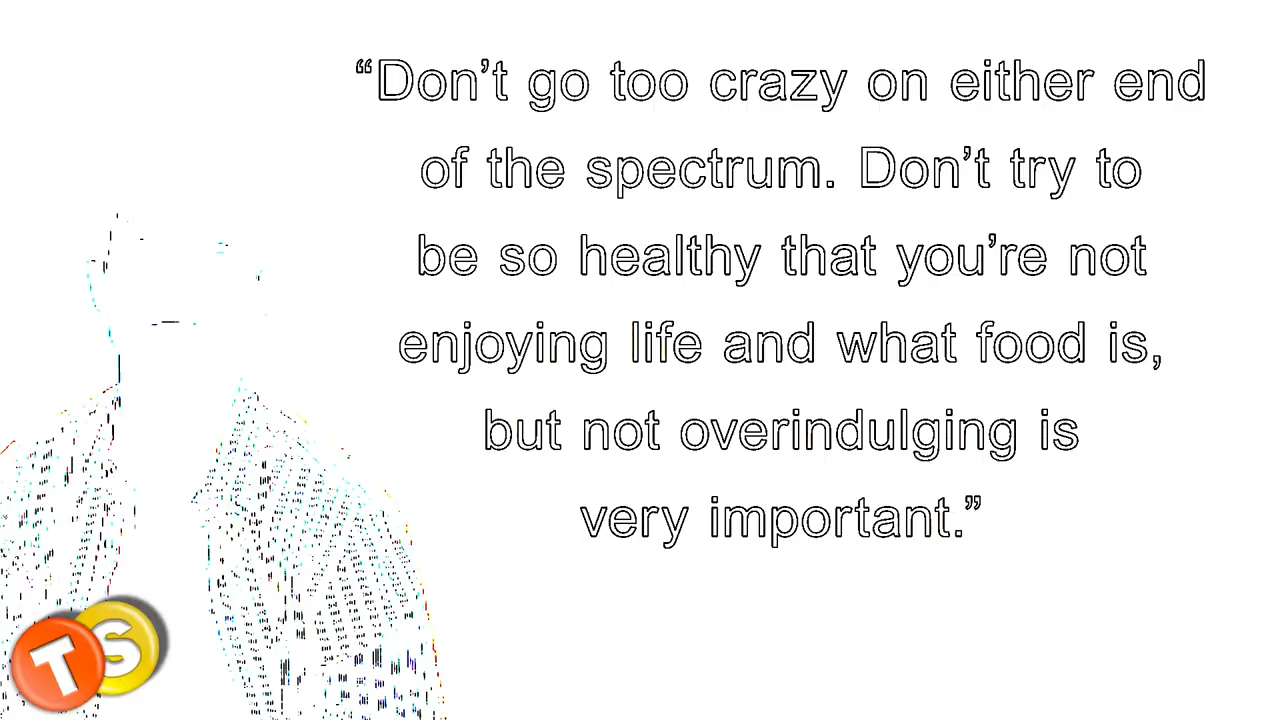 “Don’t go too crazy on either end
of the spectrum. Don’t try to
be so healthy that you’re not
enjoying life and what food is,
but not overindulging is
very important.”
TS